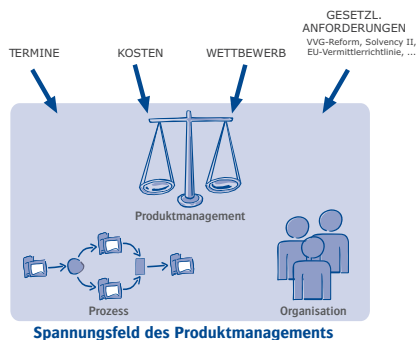 GESETZL.
ANFORDERUNGEN
VVG-Reform, Solvency II,
EU-Vermittlerrichtlinie, ...
TERMINE
KOSTEN
WETTBEWERB
Produktmanagement
Prozess
Organisation
Spannungsfeld des Produktmanagements